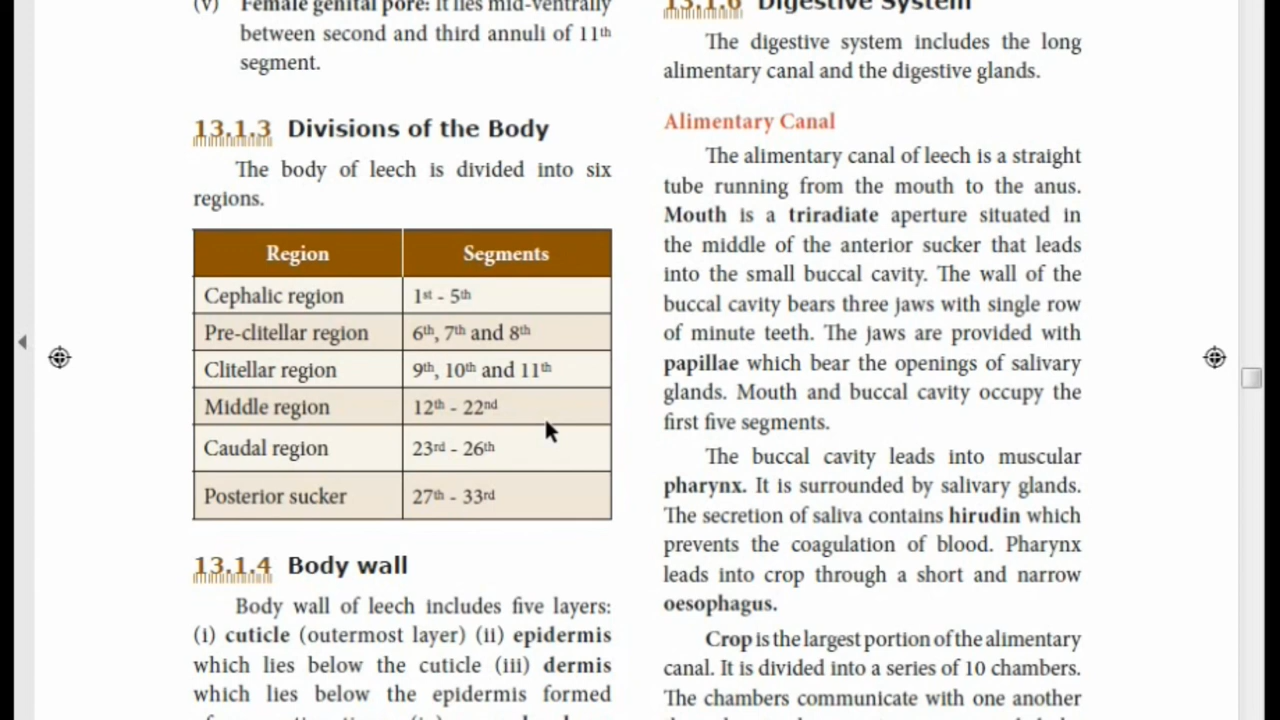 (v) Female genital pore: It lies mid-ventrally
between second and third annuli of 11th
segment.
13.1.3 Divisions of the Body
The body of leech is divided into six
regions.
Region Segments
Cephalic region 1st - 5th
Pre-clitellar region 6th, 7th and 8th
Clitellar region 9th, 10th and 11th
Middle region 12th - 22nd
Caudal region 23rd - 26th
Posterior sucker 27th - 33rd
13.1.4 Body wall
Body wall of leech includes five layers:
(i) cuticle (outermost layer) (ii) epidermis
which lies below the cuticle (iii) dermis
which lies below the epidermis formed
13.1.6 Digestive System
The digestive system includes the long
alimentary canal and the digestive glands.
Alimentary Canal
The alimentary canal of leech is a straight
tube running from the mouth to the anus.
Mouth is a triradiate aperture situated in
the middle of the anterior sucker that leads
into the small buccal cavity. The wall of the
buccal cavity bears three jaws with single row
of minute teeth. The jaws are provided with
papillae which bear the openings of salivary
glands. Mouth and buccal cavity occupy the
first five segments.
The buccal cavity leads into muscular
pharynx. It is surrounded by salivary glands.
The secretion of saliva contains hirudin which
prevents the coagulation of blood. Pharynx
leads into crop through a short and narrow
oesophagus.
Crop is the largest portion of the alimentary
canal. It is divided into a series of 10 chambers.
The chambers communicate with one another